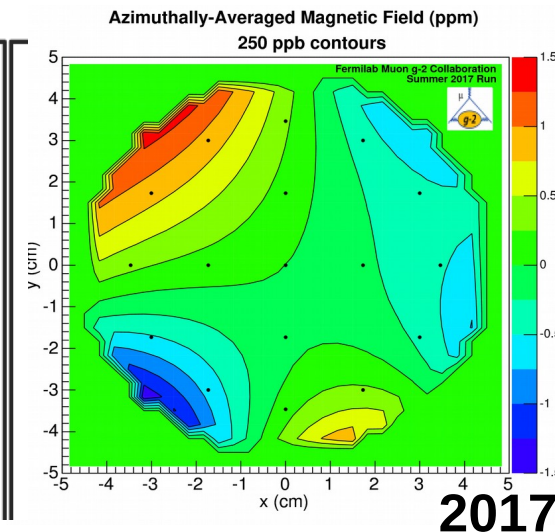 Azimuthally-Averaged Magnetic Field (ppm)
250 ppb contours
Fermilab Muon g-2 Collaboration
Summer 2017 Run
μ
g-2
y (cm)
5
4
3
2
1
0
-1
-2
-3
-4
-5
-5 -4 -3 -2 -1 0 1 2 3 4 5
x (cm)
1.5
1
0.5
0
-0.
-1
-1.
2017